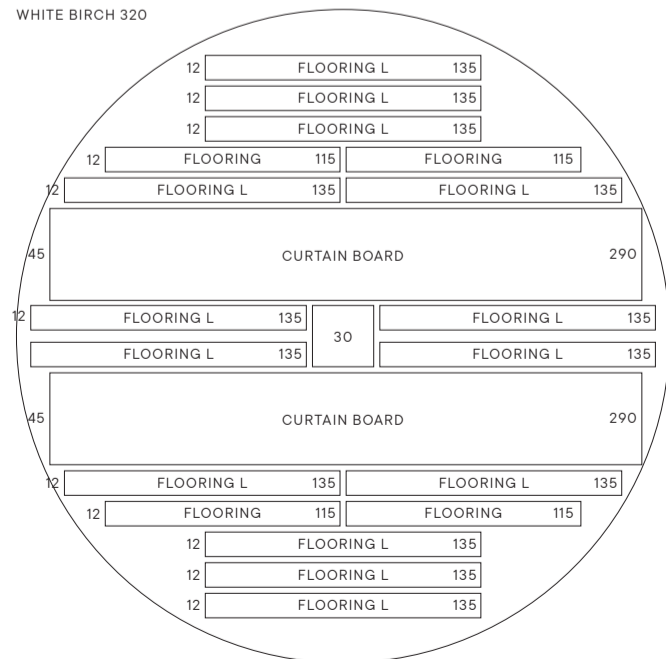 WHITE BIRCH 320
12 FLOORING L 135
12 FLOORING L 135
12 FLOORING L 135
12 FLOORING 115 FLOORING 115
12 FLOORING L 135 FLOORING L 135
45 CURTAIN BOARD 290
12 FLOORING L 135 FLOORING L 135
30
FLOORING L 135 FLOORING L 135
45 CURTAIN BOARD 290
12 FLOORING L 135 FLOORING L 135
12 FLOORING 115 FLOORING 115
12 FLOORING L 135
12 FLOORING L 135
12 FLOORING L 135